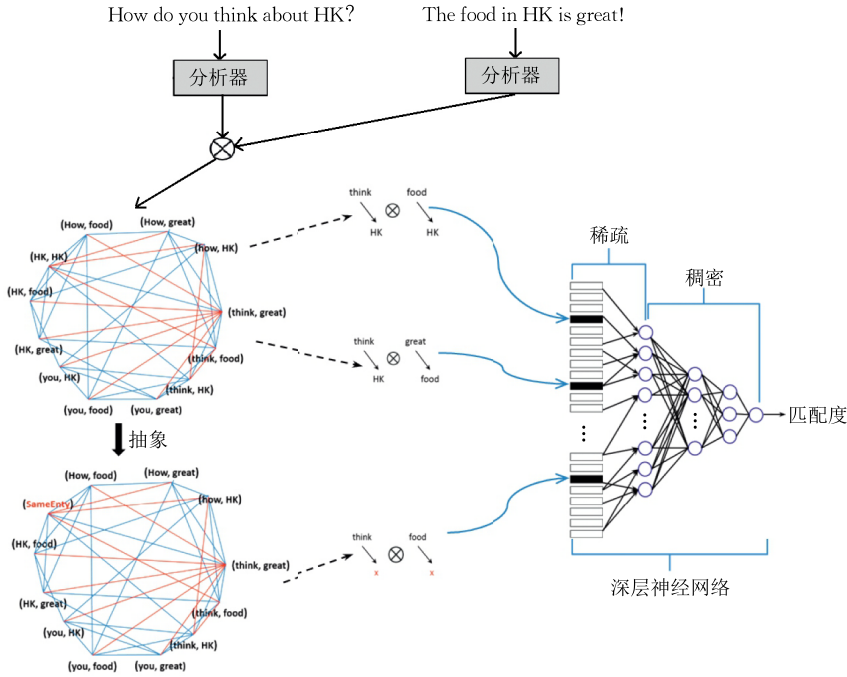 How do you think about HK?
The food in HK is great!
分析器
分析器
think
food
HK
HK
(How, food)
(How, great)
(HK, HK)
(how, HK)
(HK, food)
(think, great)
(HK, great)
(think, food)
(you, HK)
(think, HK)
(you, food)
(you, great)
think
great
HK
food
稀疏
稠密
匹配度
抽象
(How, food)
(How, great)
(SameEnty)
(how, HK)
(HK, food)
(think, great)
(HK, great)
(think, food)
(you, HK)
(think, HK)
(you, food)
(you, great)
think
food
x
x
深层神经网络